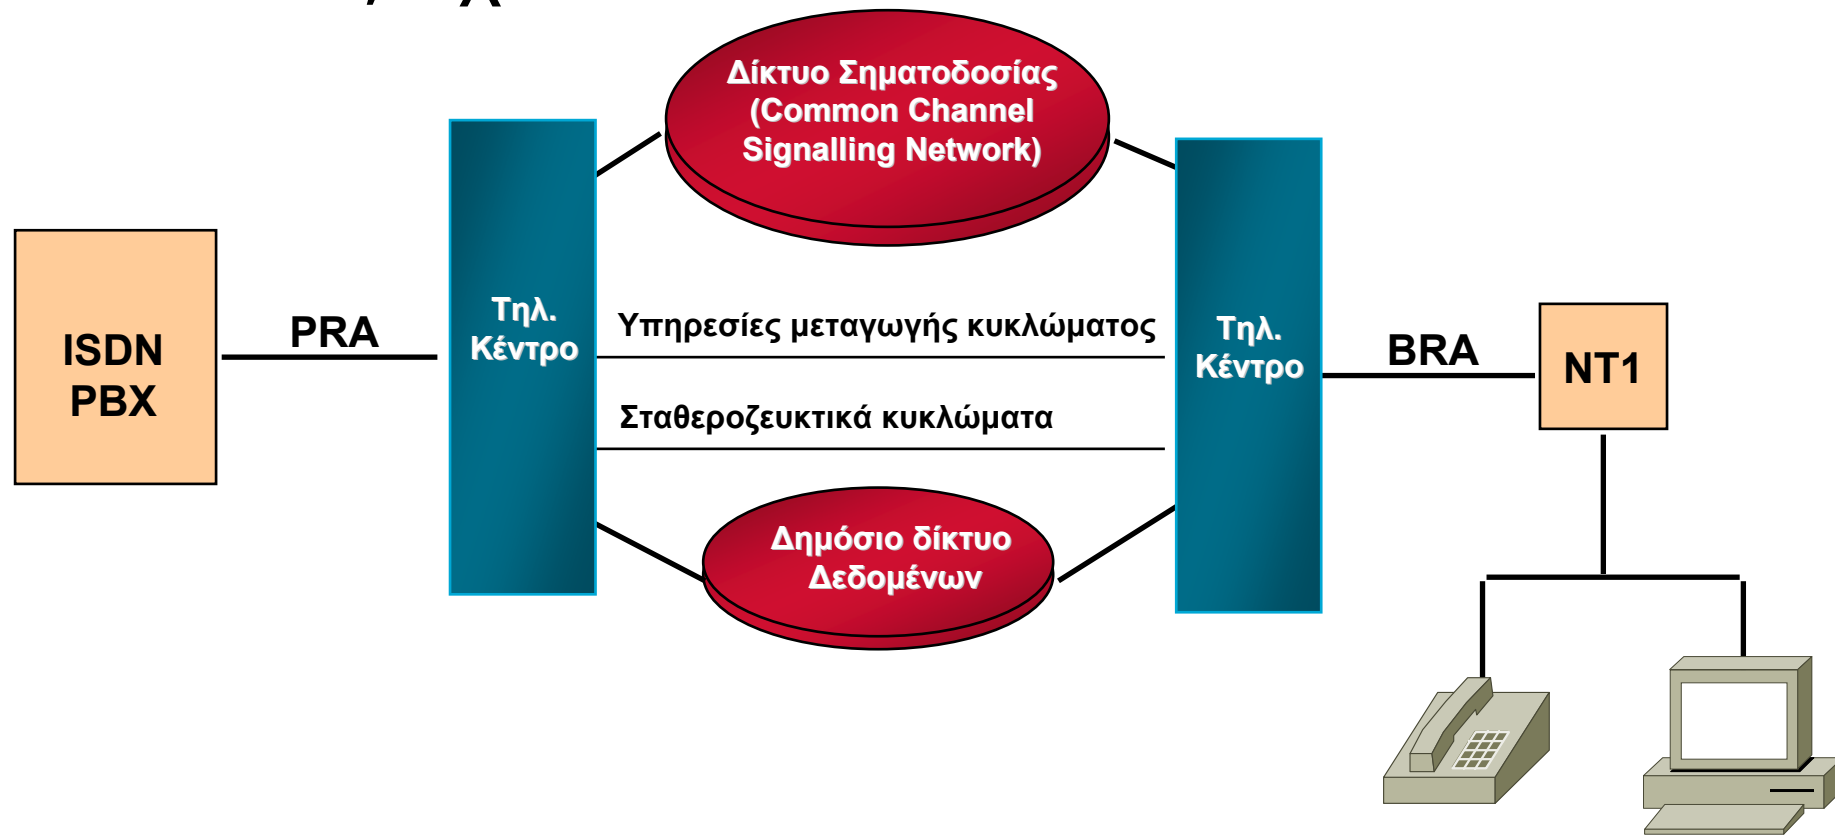 Δίκτυο Σηματοδοσίας
(Common Channel
Signalling Network)
ISDN
PBX
PRA
Τηλ.
Κέντρο
Υπηρεσίες μεταγωγής κυκλώματος
Σταθεροζευκτικά κυκλώματα
Τηλ.
Κέντρο
BRA
NT1
Δημόσιο δίκτυο
Δεδομένων